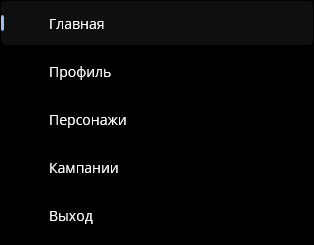 Главная
Профиль
Персонажи
Кампании
Выход